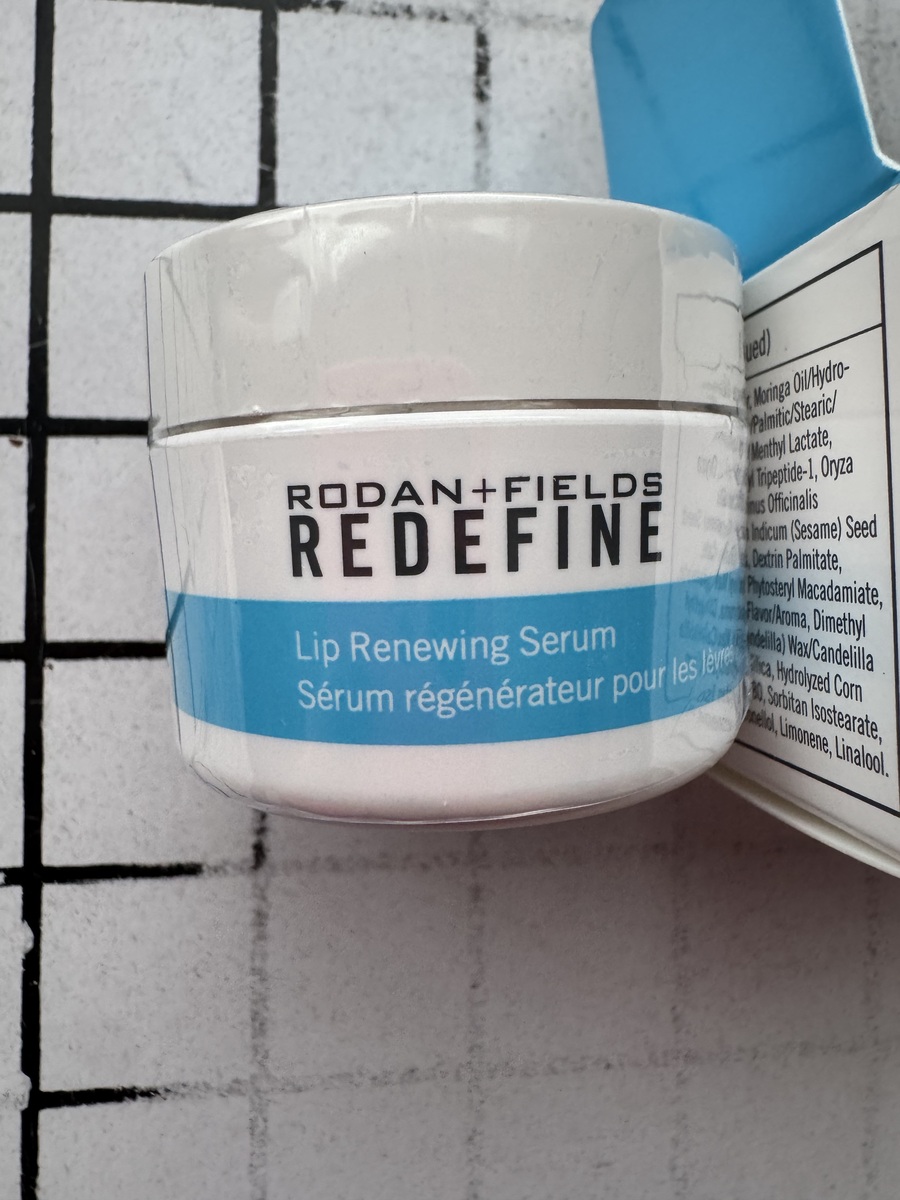 RODAN+FIELDS
REDEFINE
Lip Renewing Serum
Sérum régénérateur pour les lèvres
Moringa Oil/Hydro-
/Palmitic/Stearic/
Menthyl Lactate,
Tripeptide-1, Oryza
Officinalis
Indicum (Sesame) Seed
Dextrin Palmitate,
Phytosteryl Macadamiate,
Flavor/Aroma, Dimethyl
Wax/Candelilla
Hydrolyzed Corn
80, Sorbitan Isostearate,
Limonene, Linalool.